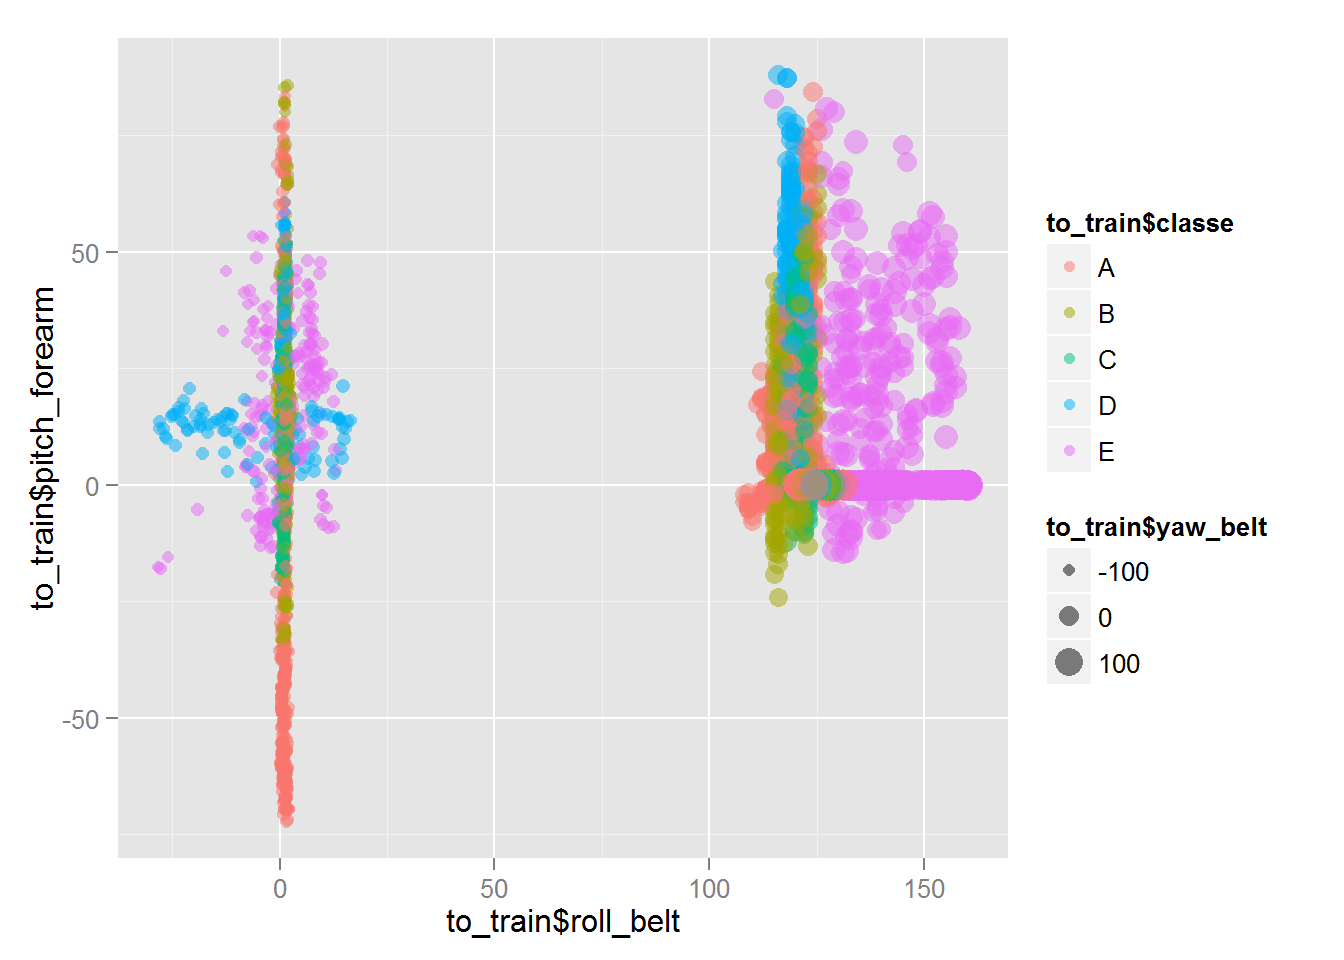 to_train$pitch_forearm
50
0
-50
0
50
100
150
to_train$roll_belt
to_train$classe
A
B
C
D
E
to_train$yaw_belt
-100
0
100